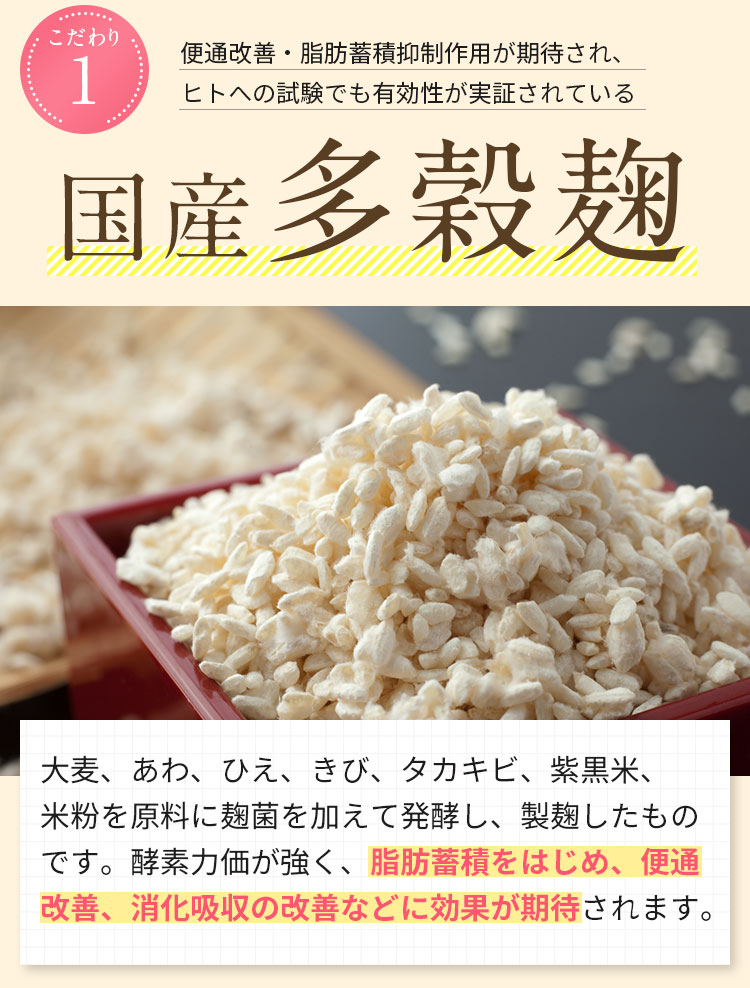 こだわり
1
便通改善・脂肪蓄積抑制作用が期待され、
ヒトへの試験でも有効性が実証されている
国産多穀麹
大麦、あわ、ひえ、きび、タカキビ、紫黒米、
米粉を原料に麹菌を加えて発酵し、製麹したもの
です。酵素力価が強く、脂肪蓄積をはじめ、便通
改善、消化吸収の改善などに効果が期待されます。